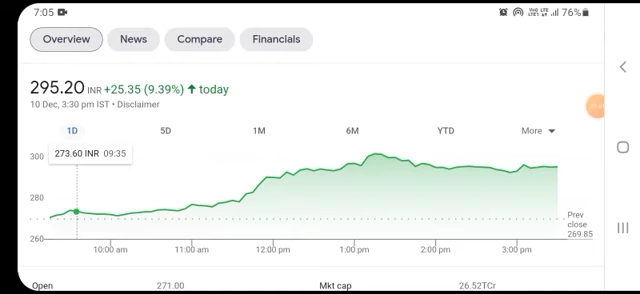 7:05 76%
Overview News Compare Financials
295.20 INR +25.35 (9.39%) ↑ today
10 Dec, 3:30 pm IST • Disclaimer
1D 5D 1M 6M YTD More
273.60 INR 09:35
300
280
260
Prev
close
269.85
10:00 am 11:00 am 12:00 pm 1:00 pm 2:00 pm 3:00 pm
Open 271.00 Mkt cap 26.52TCr